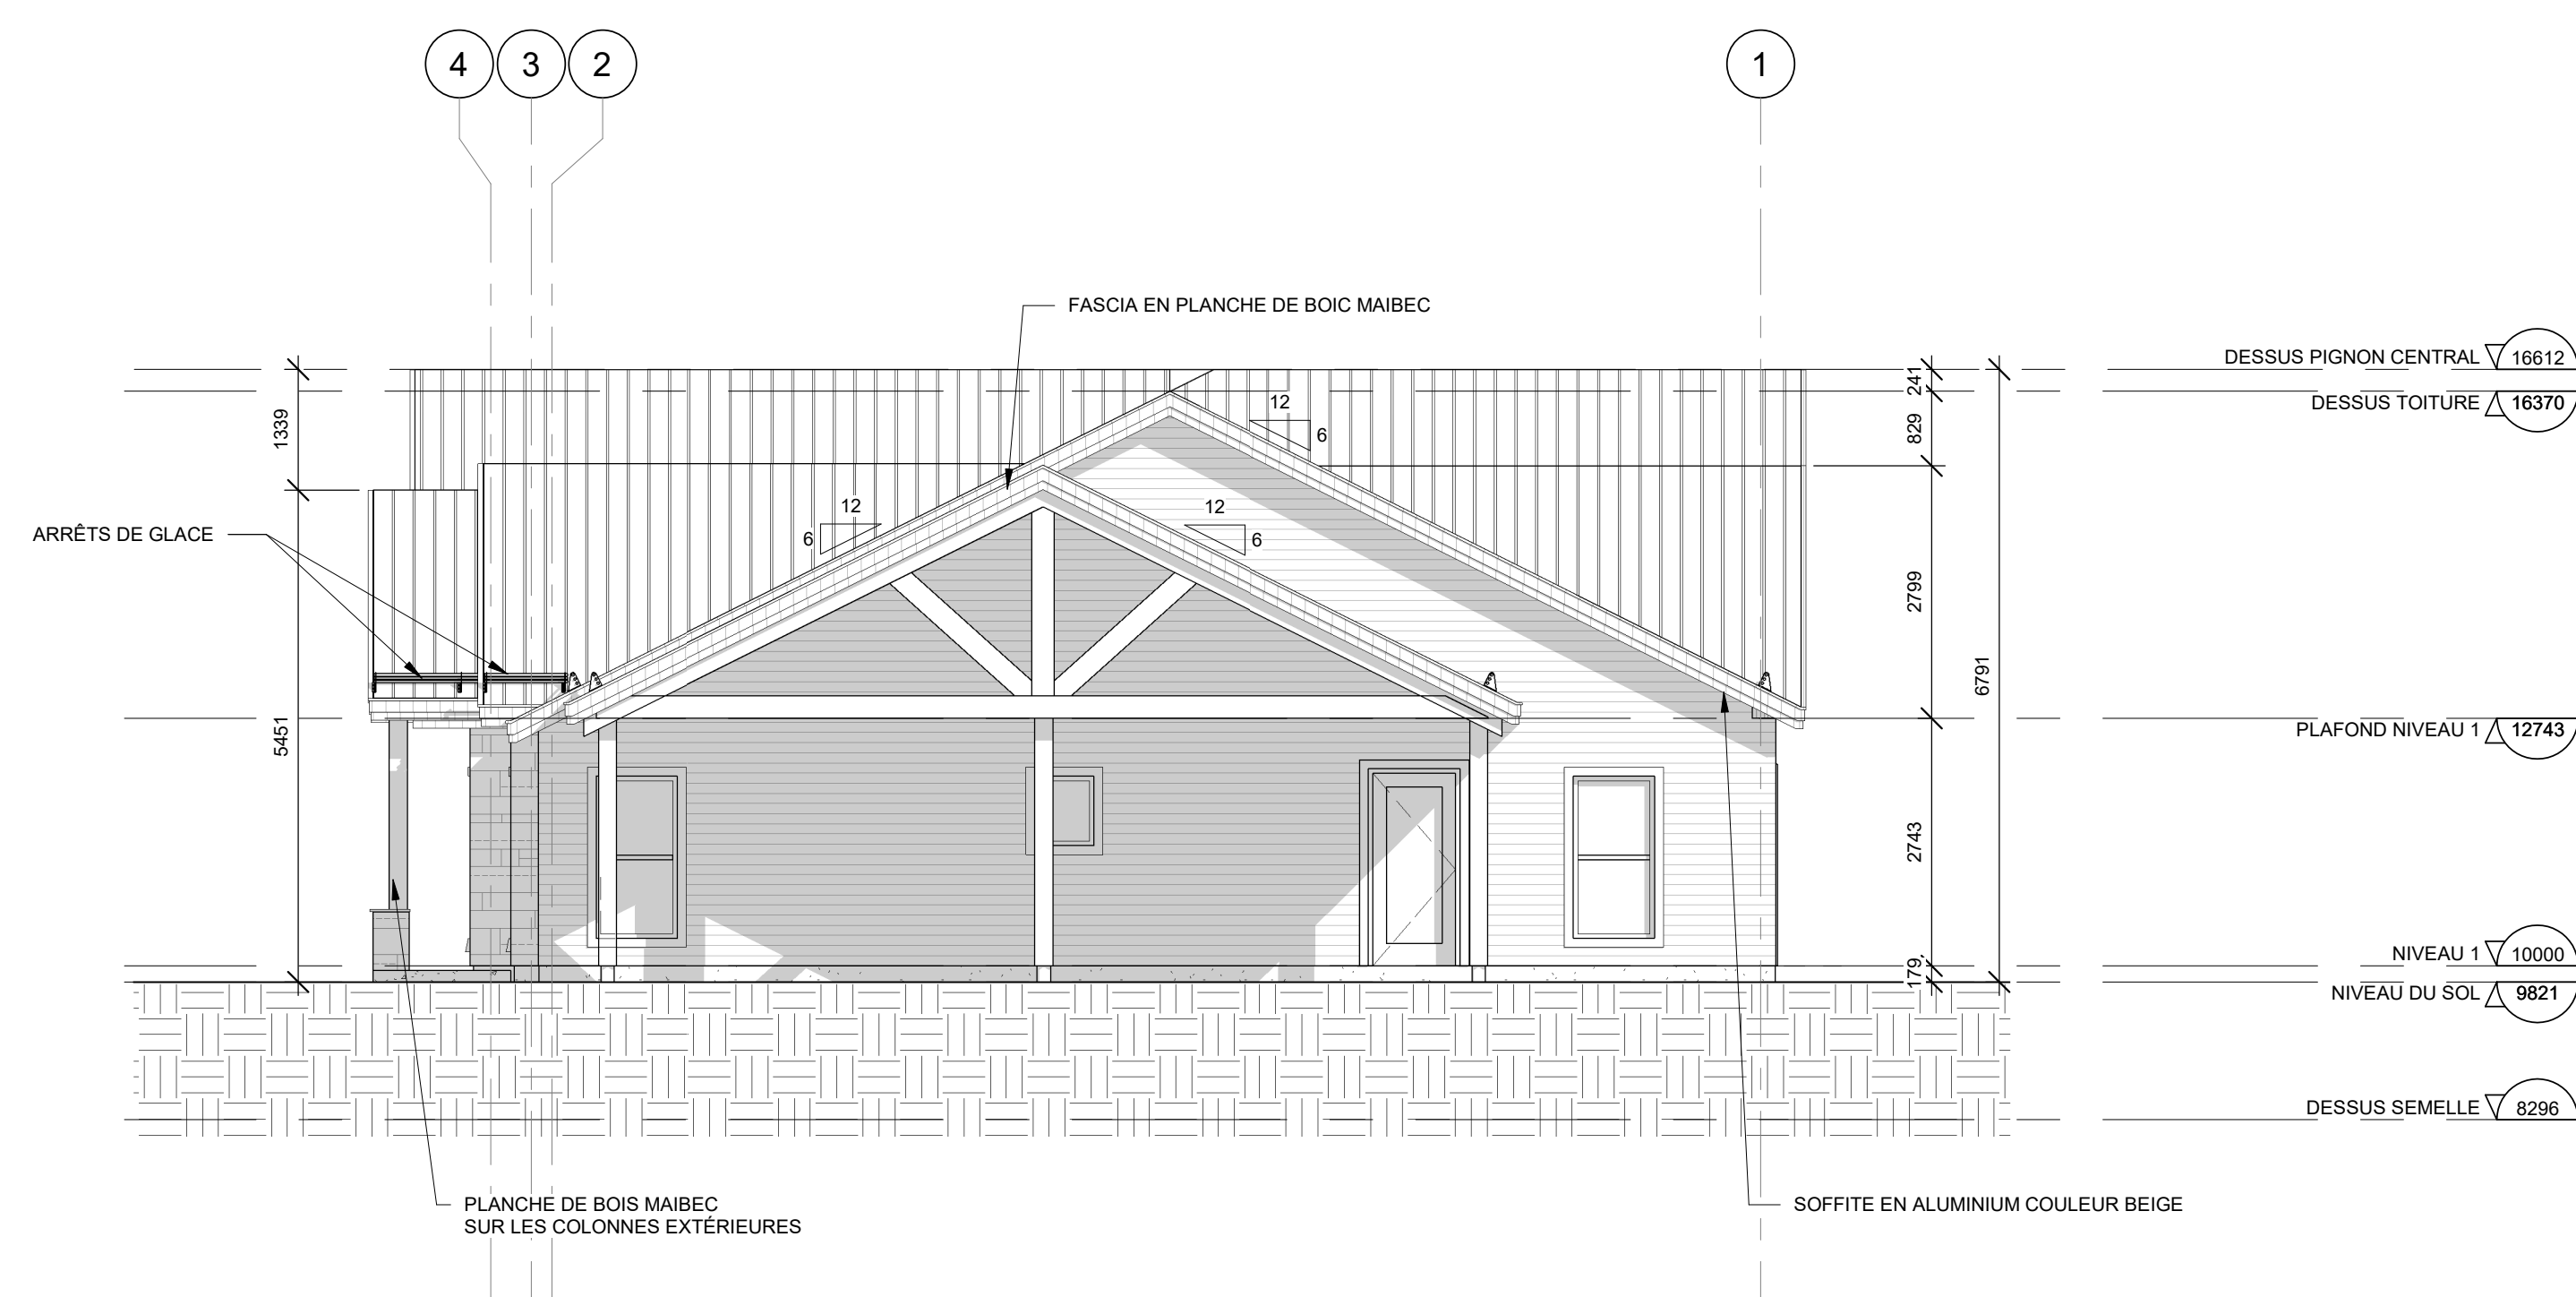 4
3
2
1
FASCIA EN PLANCHE DE BOIC MAIBEC
DESSUS PIGNON CENTRAL
16612
DESSUS TOITURE
16370
241
829
12
6
1339
12
6
12
6
ARRÊTS DE GLACE
2799
6791
5451
PLAFOND NIVEAU 1
12743
2743
NIVEAU 1
10000
179
NIVEAU DU SOL
9821
DESSUS SEMELLE
8296
PLANCHE DE BOIS MAIBEC
SUR LES COLONNES EXTÉRIEURES
SOFFITE EN ALUMINIUM COULEUR BEIGE